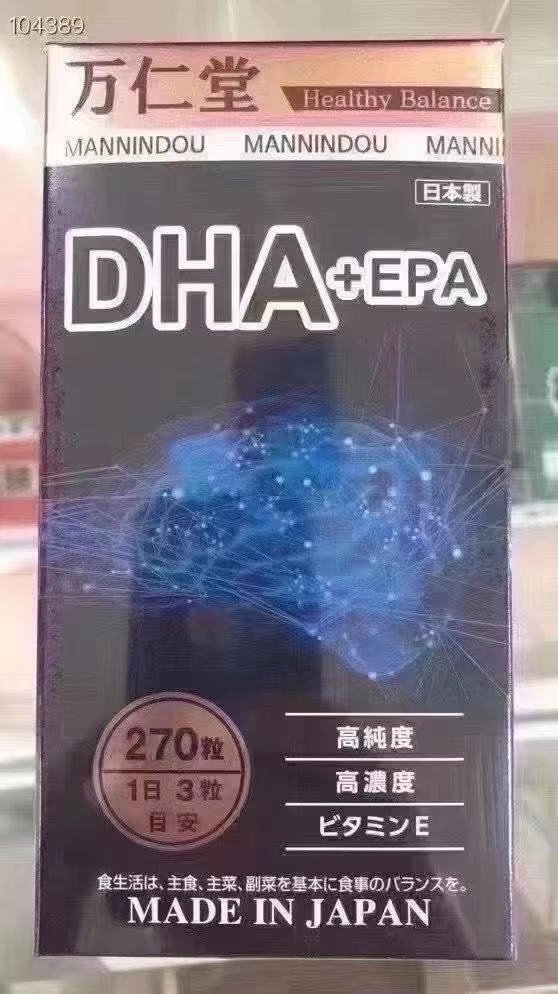 104389
万仁堂
Healthy Balance
MANNINDOU MANNINDOU MANNI
日本製
DHA+EPA
270粒
1日 3粒
目安
高純度
高濃度
ビタミンE
食生活は、主食、主菜、副菜を基本に食事のバランスを。
MADE IN JAPAN